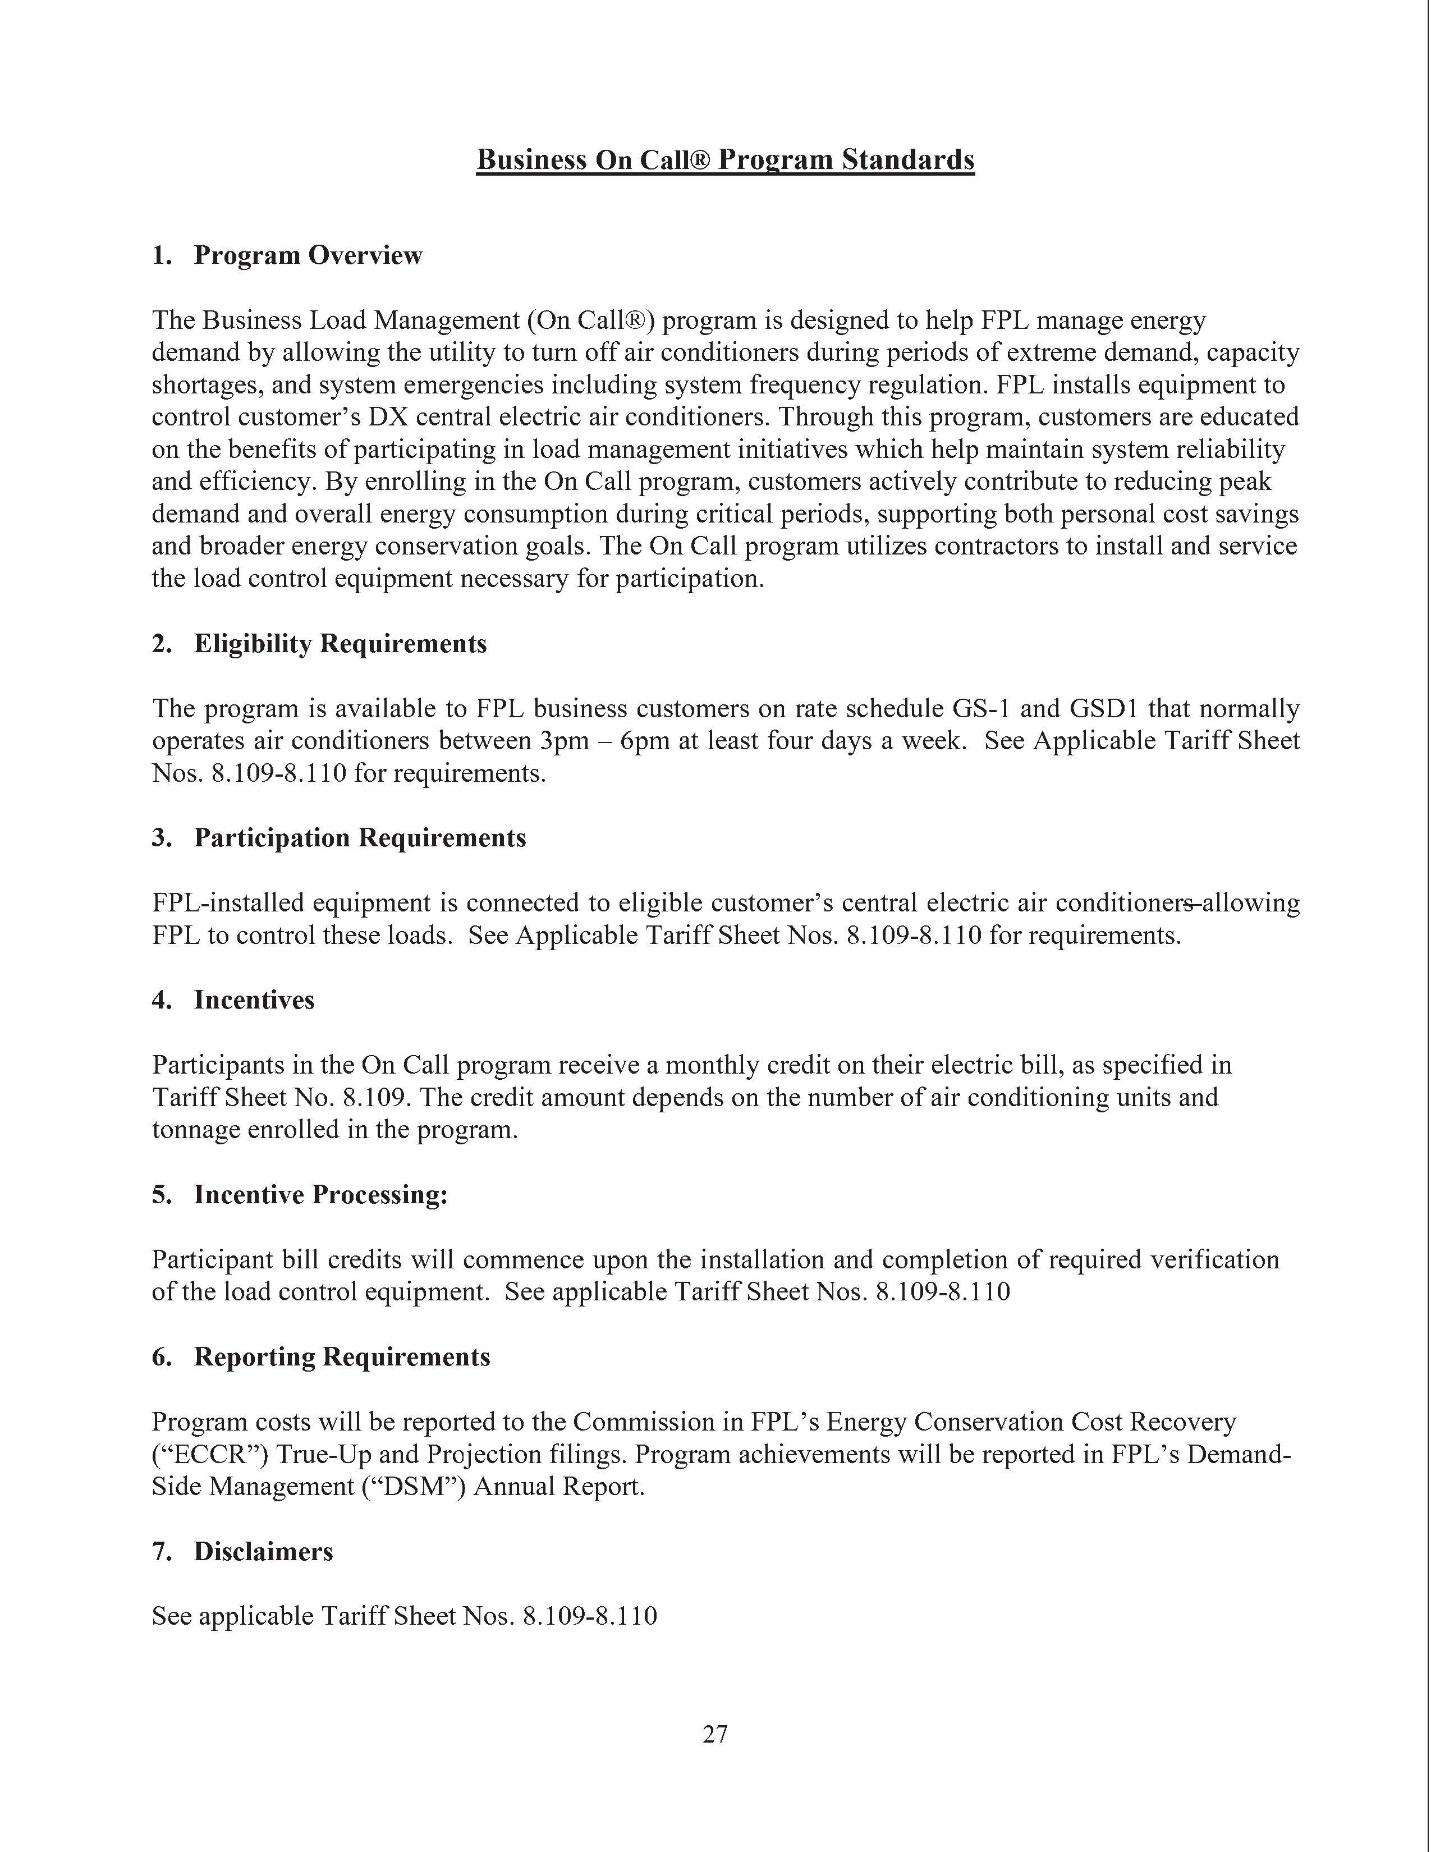 Business On Call® Program Standards
1. Program Overview
The Business Load Management (On Call®) program is designed to help FPL manage energy
demand by allowing the utility to turn off air conditioners during periods of extreme demand, capacity
shortages, and system emergencies including system frequency regulation. FPL installs equipment to
control customer’s DX central electric air conditioners. Through this program, customers are educated
on the benefits of participating in load management initiatives which help maintain system reliability
and efficiency. By enrolling in the On Call program, customers actively contribute to reducing peak
demand and overall energy consumption during critical periods, supporting both personal cost savings
and broader energy conservation goals. The On Call program utilizes contractors to install and service
the load control equipment necessary for participation.
2. Eligibility Requirements
The program is available to FPL business customers on rate schedule GS-1 and GSD1 that normally
operates air conditioners between 3pm – 6pm at least four days a week. See Applicable Tariff Sheet
Nos. 8.109-8.110 for requirements.
3. Participation Requirements
FPL-installed equipment is connected to eligible customer’s central electric air conditioners allowing
FPL to control these loads. See Applicable Tariff Sheet Nos. 8.109-8.110 for requirements.
4. Incentives
Participants in the On Call program receive a monthly credit on their electric bill, as specified in
Tariff Sheet No. 8.109. The credit amount depends on the number of air conditioning units and
tonnage enrolled in the program.
5. Incentive Processing:
Participant bill credits will commence upon the installation and completion of required verification
of the load control equipment. See applicable Tariff Sheet Nos. 8.109-8.110
6. Reporting Requirements
Program costs will be reported to the Commission in FPL’s Energy Conservation Cost Recovery
(“ECCR”) True-Up and Projection filings. Program achievements will be reported in FPL’s Demand-
Side Management (“DSM”) Annual Report.
7. Disclaimers
See applicable Tariff Sheet Nos. 8.109-8.110
27